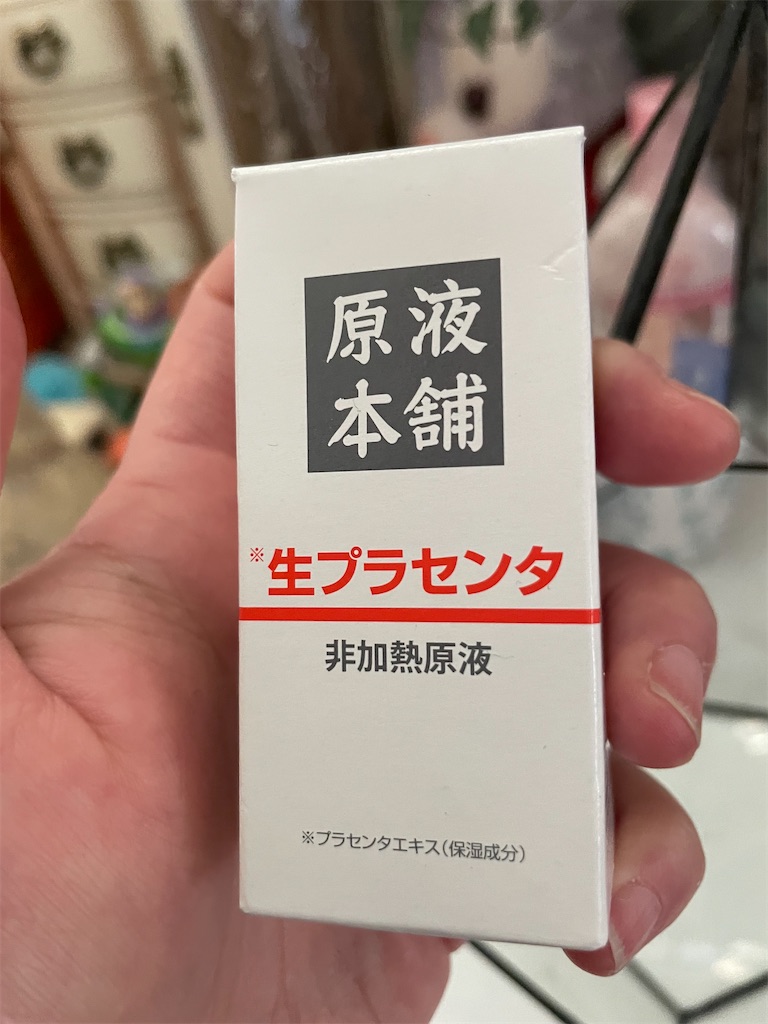 原液
本舗
※生プラセンタ
非加熱原液
※プラセンタエキス(保湿成分)